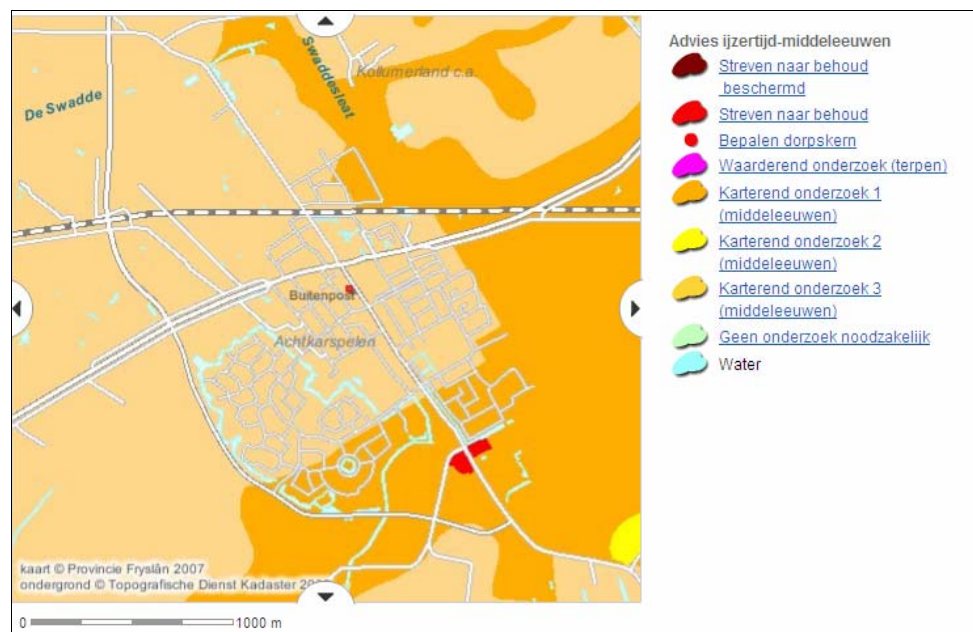 De Swadde
Swaddesleat
Kollumerland c.a.
Buitenpost
Achtkarspelen
kaart © Provincie Fryslân 2007
ondergrond © Topografische Dienst Kadaster
0 1000 m
Advies ijzertijd-middeleeuwen
Streven naar behoud
beschermd
Streven naar behoud
Bepalen dorpskern
Waarderend onderzoek (terpen)
Karterend onderzoek 1
(middeleeuwen)
Karterend onderzoek 2
(middeleeuwen)
Karterend onderzoek 3
(middeleeuwen)
Geen onderzoek noodzakelijk
Water